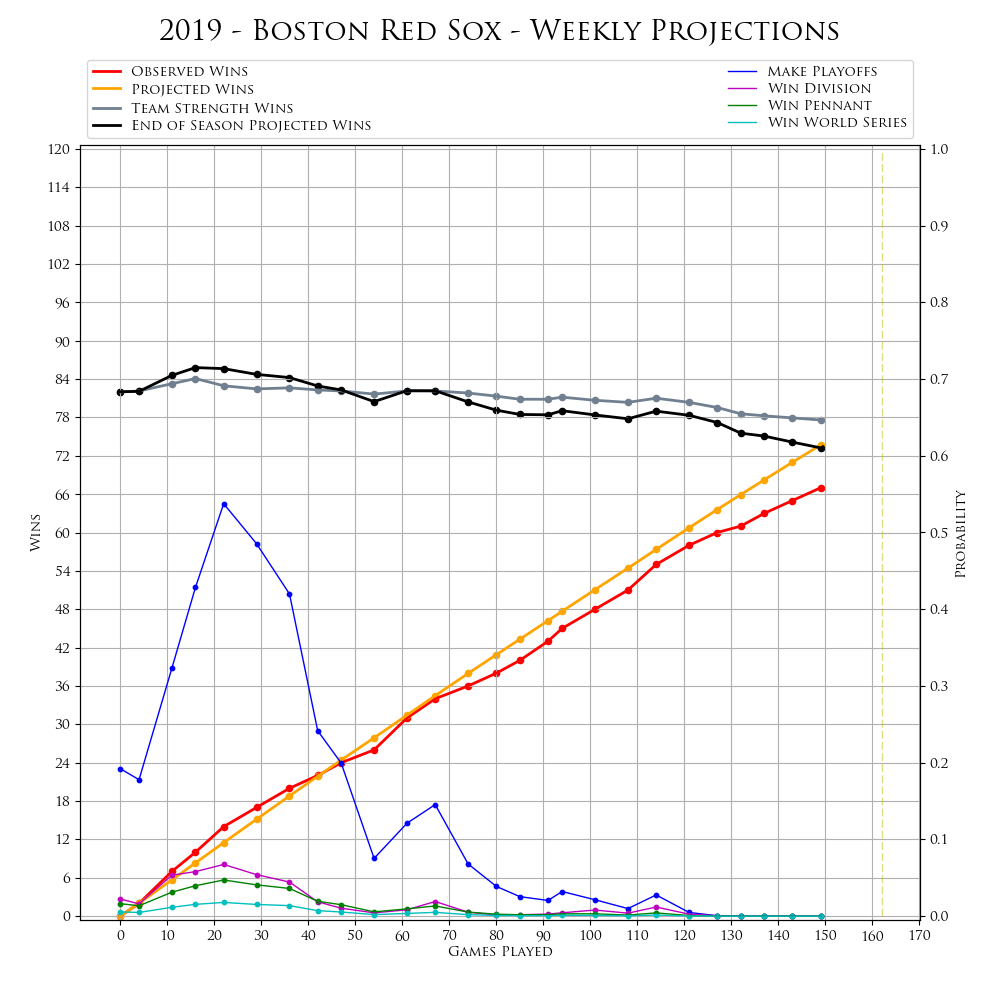 2019 - Boston Red Sox - Weekly Projections
Observed Wins
Projected Wins
Team Strength Wins
End of Season Projected Wins
Make Playoffs
Win Division
Win Pennant
Win World Series
120
114
108
102
96
90
84
78
72
66
60
54
48
42
36
30
24
18
12
6
0
Wins
1.0
0.9
0.8
0.7
0.6
0.5
0.4
0.3
0.2
0.1
0.0
Probability
0 10 20 30 40 50 60 70 80 90 100 110 120 130 140 150 160 170
Games Played